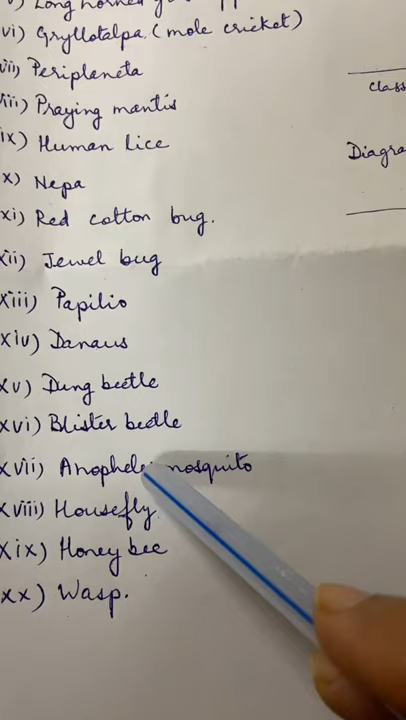 vi) Gryllotalpa (mole cricket)
vii) Periplaneta
viii) Praying mantis
ix) Human lice
x) Nepa
xi) Red cotton bug.
xii) Jewel bug
xiii) Papilio
xiv) Danaus
xv) Dung beetle
xvi) Blister beetle
xvii) Anopheles mosquito
xviii) Housefly
xix) Honey bee
xx) Wasp.
Class
Diagra